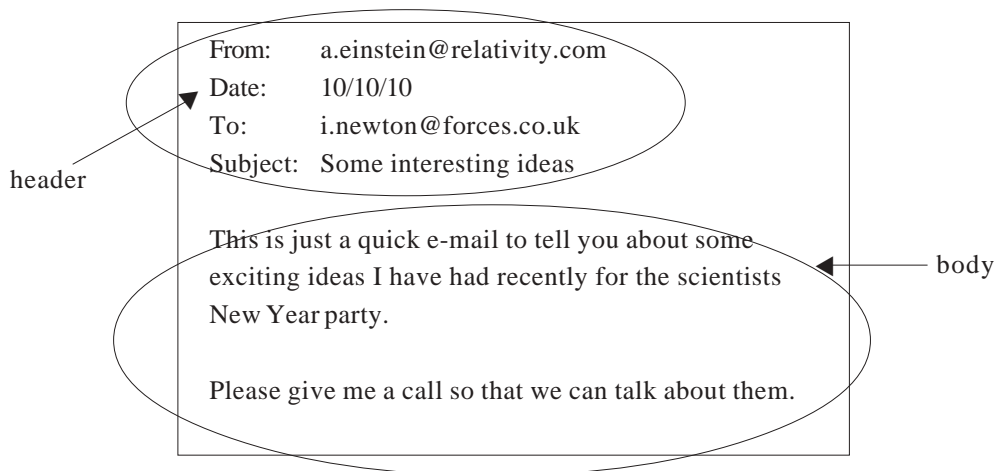 From: a.einstein@relativity.com
Date: 10/10/10
To: i.newton@forces.co.uk
Subject: Some interesting ideas
header
This is just a quick e-mail to tell you about some
exciting ideas I have had recently for the scientists
New Year party.
body
Please give me a call so that we can talk about them.